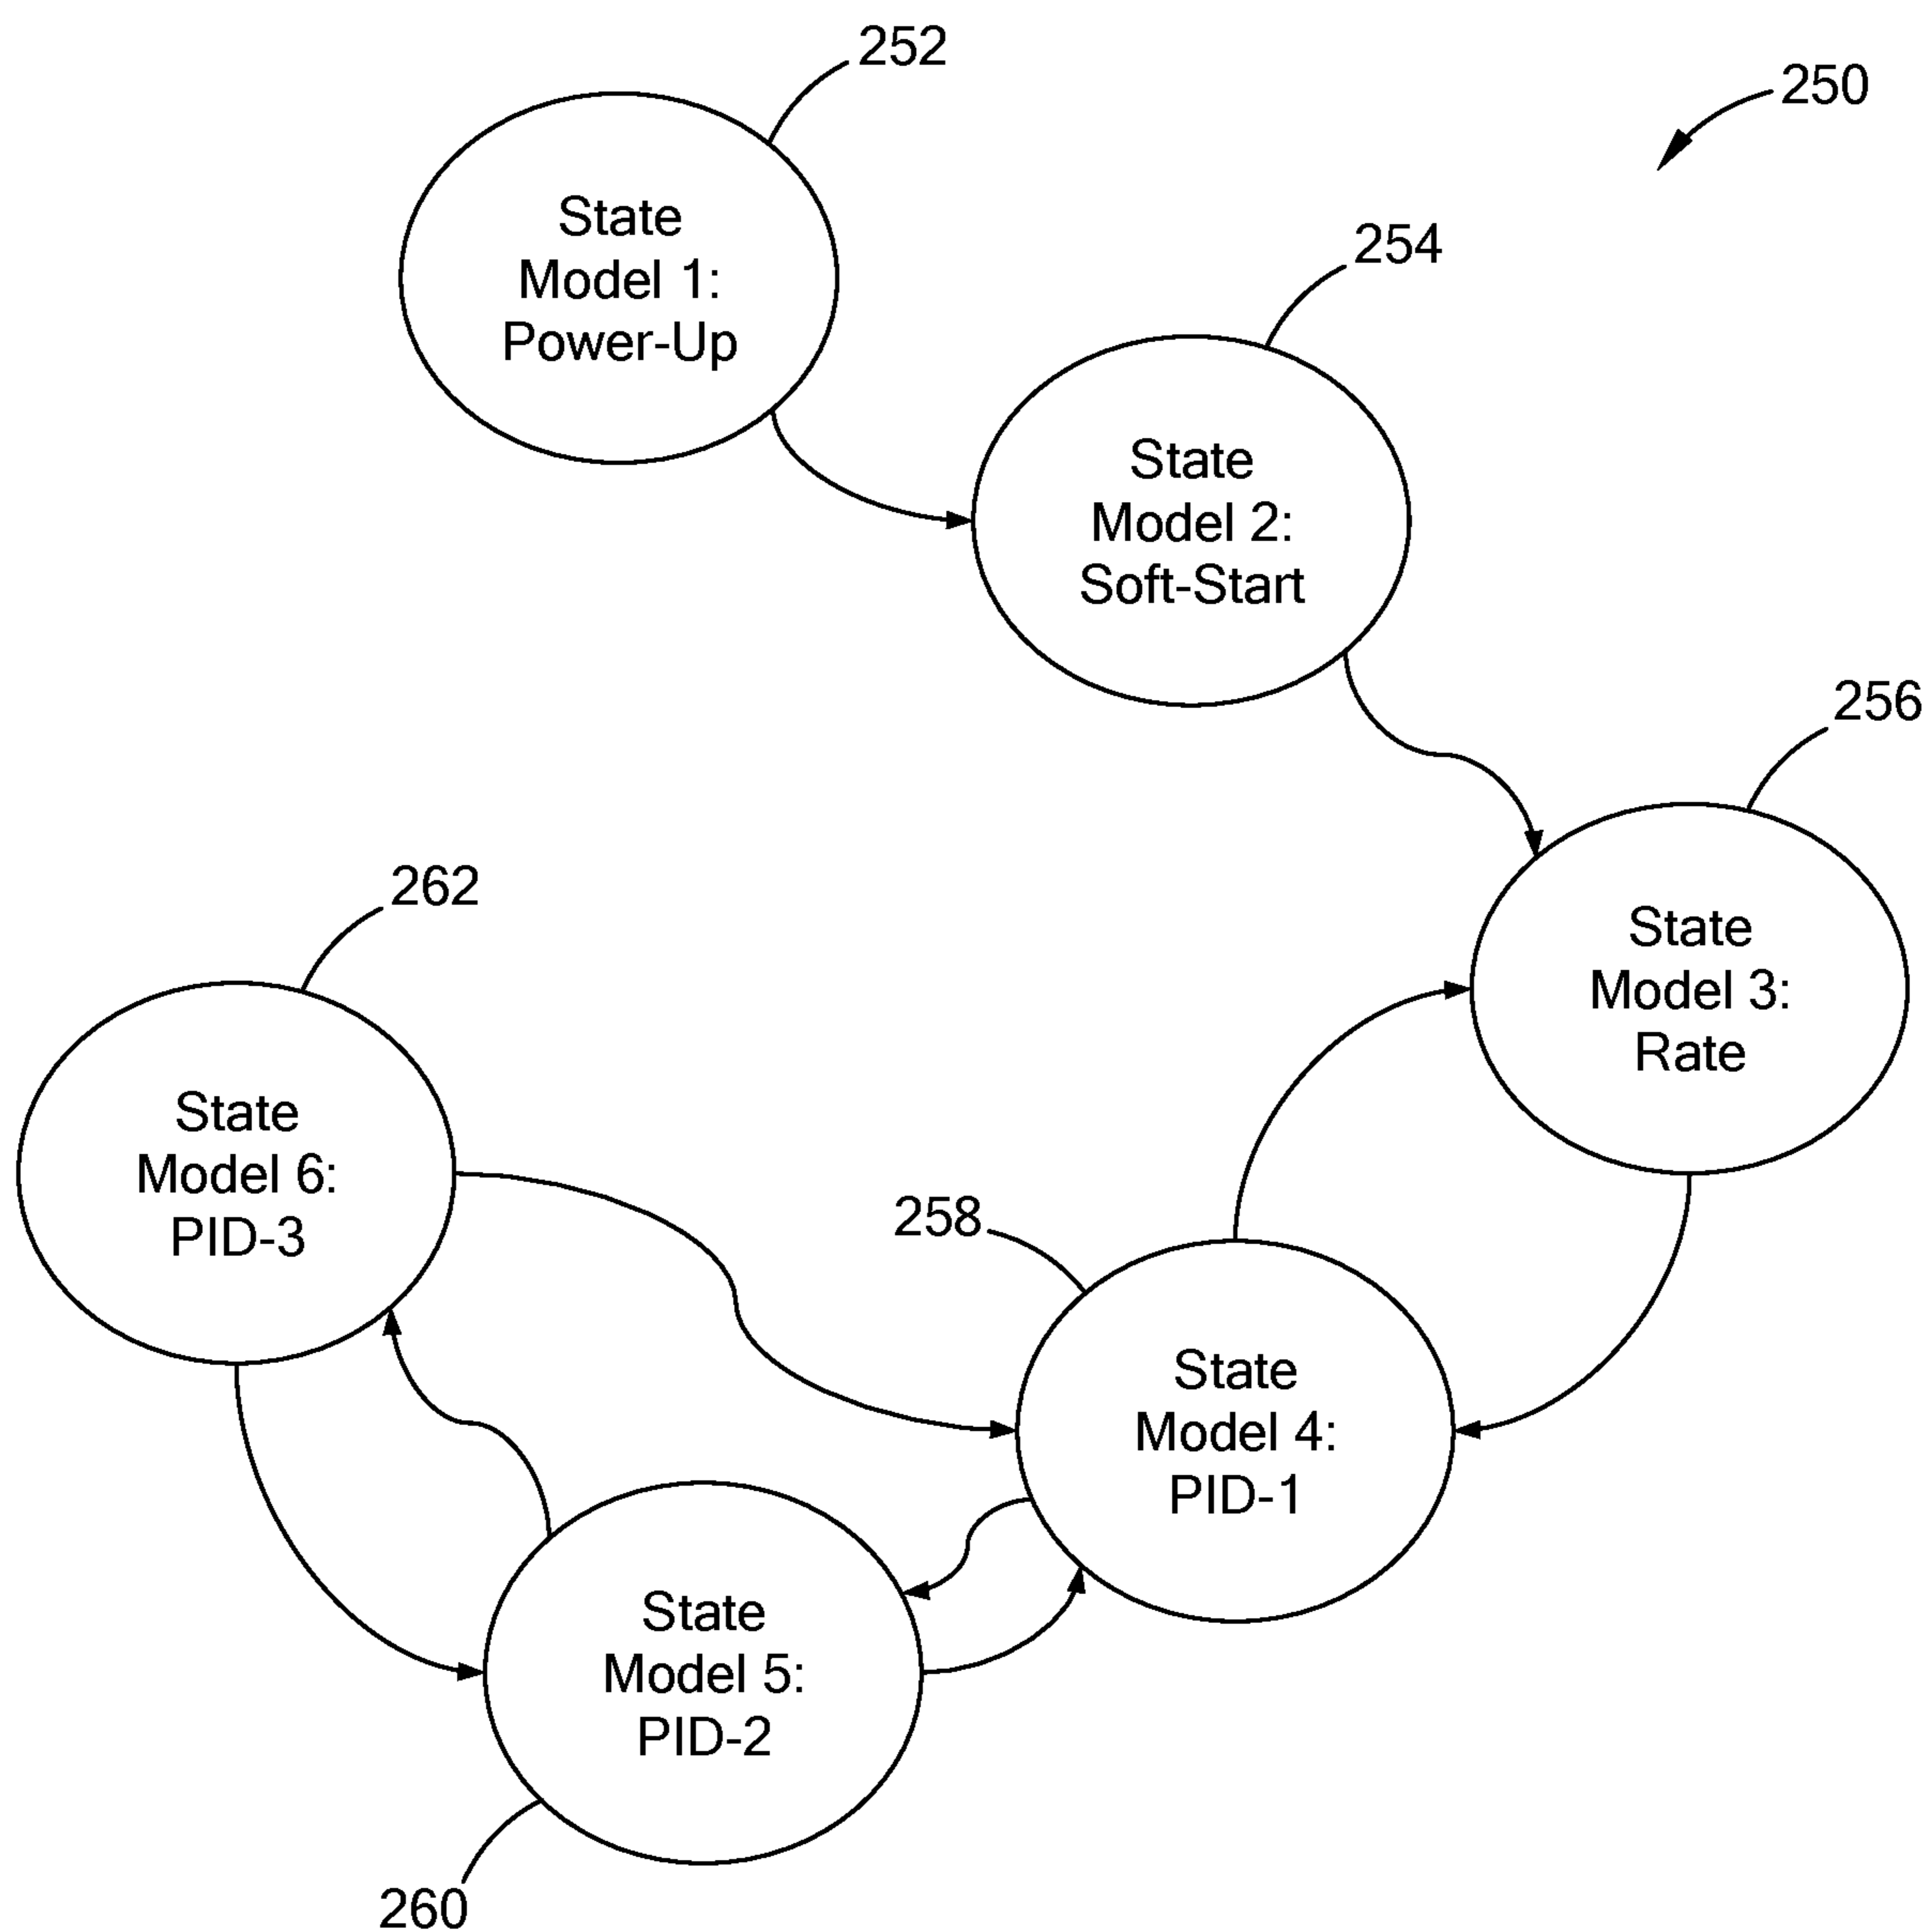 252
250
State
Model 1:
Power-Up
254
State
Model 2:
Soft-Start
256
State
Model 3:
Rate
262
State
Model 6:
PID-3
258
State
Model 4:
PID-1
State
Model 5:
PID-2
260